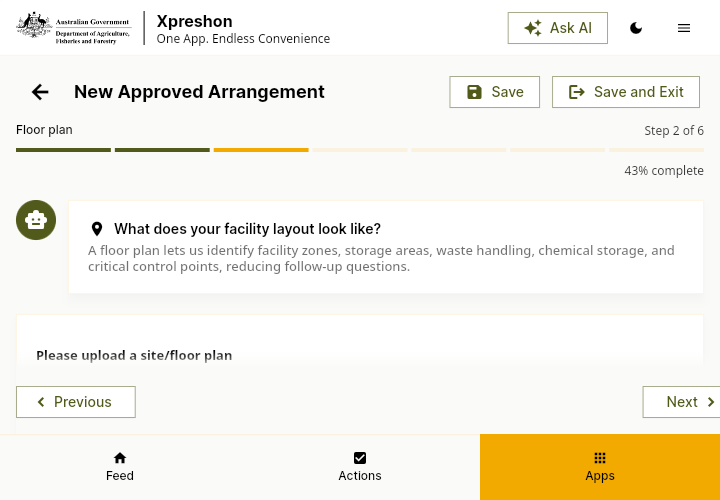 Australian Government
Department of Agriculture,
Fisheries and Forestry
Xpreshon
One App. Endless Convenience
Ask AI
New Approved Arrangement
Save
Save and Exit
Floor plan
Step 2 of 6
43% complete
What does your facility layout look like?
A floor plan lets us identify facility zones, storage areas, waste handling, chemical storage, and
critical control points, reducing follow-up questions.
Please upload a site/floor plan
Previous
Next
Feed
Actions
Apps